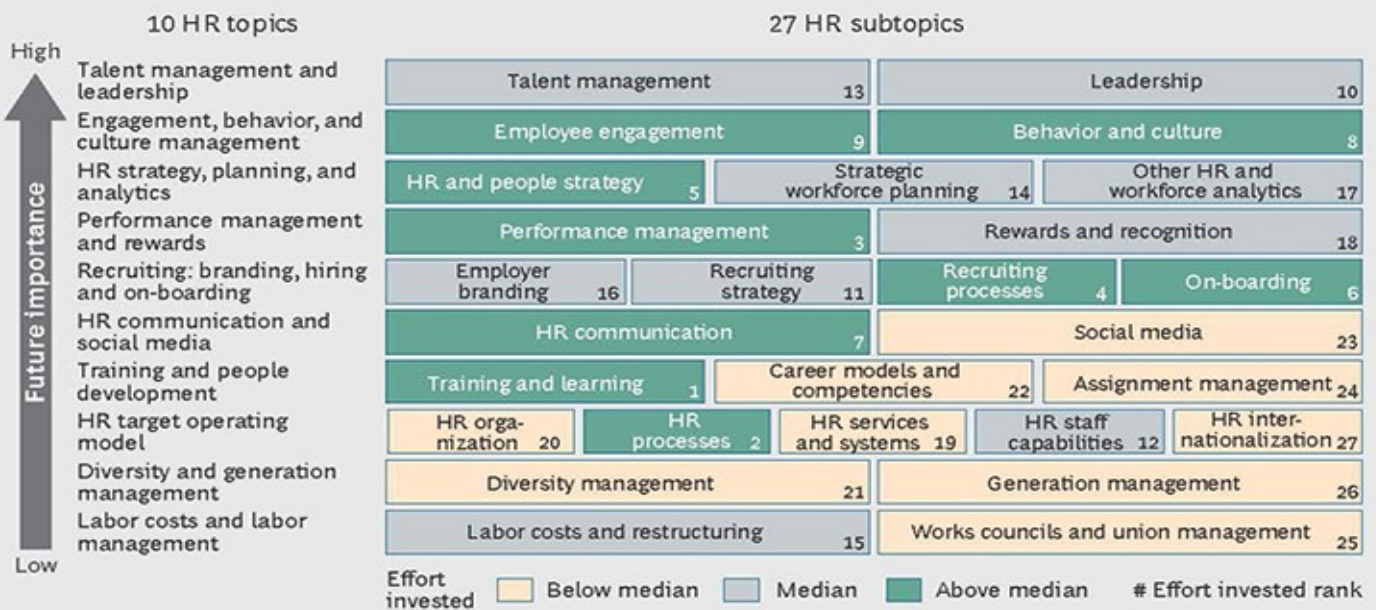 10 HR topics
27 HR subtopics
High
Future importance
Low
Talent management and
leadership
Talent management 13
Leadership 10
Engagement, behavior, and
culture management
Employee engagement 9
Behavior and culture 8
HR strategy, planning, and
analytics
HR and people strategy 5
Strategic
workforce planning 14
Other HR and
workforce analytics 17
Performance management
and rewards
Performance management 3
Rewards and recognition 18
Recruiting: branding, hiring
and on-boarding
Employer
branding 16
Recruiting
strategy 11
Recruiting
processes 4
On-boarding 6
HR communication and
social media
HR communication 7
Social media 23
Training and people
development
Training and learning 1
Career models and
competencies 22
Assignment management 24
HR target operating
model
HR orga-
nization 20
HR
processes 2
HR services
and systems 19
HR staff
capabilities 12
HR inter-
nationalization 27
Diversity and generation
management
Diversity management 21
Generation management 26
Labor costs and labor
management
Labor costs and restructuring 15
Works councils and union management 25
Effort
invested
Below median
Median
Above median
# Effort invested rank